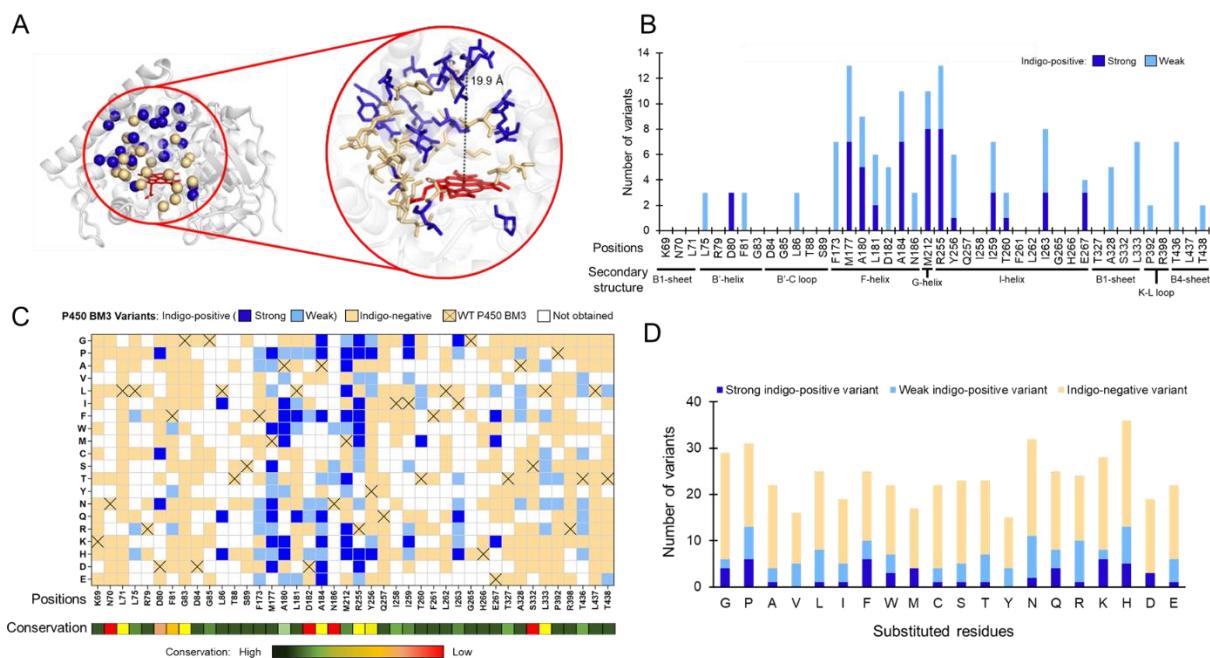 A
19.9 Å
B
14
12
10
8
6
4
2
0
Number of variants
Indigo-positive: Strong Weak
Positions
K69 N70 L71 L75 R79 D80 F81 G83 D84 G85 L86 T88 S89 F173 M177 A180 L181 D182 A184 N186 M212 R255 Y256 Q257 I258 I259 T260 F261 L262 I263 G265 H266 E267 T327 A328 S332 L333 P392 R398 T436 L437 T438
Secondary structure
B1-sheet B'-helix B'-C loop F-helix G-helix I-helix B1-sheet K-L loop B4-sheet
C
P450 BM3 Variants: Indigo-positive ( Strong Weak) Indigo-negative WT P450 BM3 Not obtained
G
P
A
V
L
I
F
W
M
C
S
T
Y
N
Q
R
K
H
D
E
Positions
K69 N70 L71 L75 R79 D80 F81 G83 D84 G85 L86 T88 S89 F173 M177 A180 L181 D182 A184 N186 M212 R255 Y256 Q257 I258 I259 T260 F261 L262 I263 G265 H266 E267 T327 A328 S332 L333 P392 R398 T436 L437 T438
Conservation
Conservation: High Low
D
Strong indigo-positive variant Weak indigo-positive variant Indigo-negative variant
40
30
20
10
0
Number of variants
G P A V L I F W M C S T Y N Q R K H D E
Substituted residues